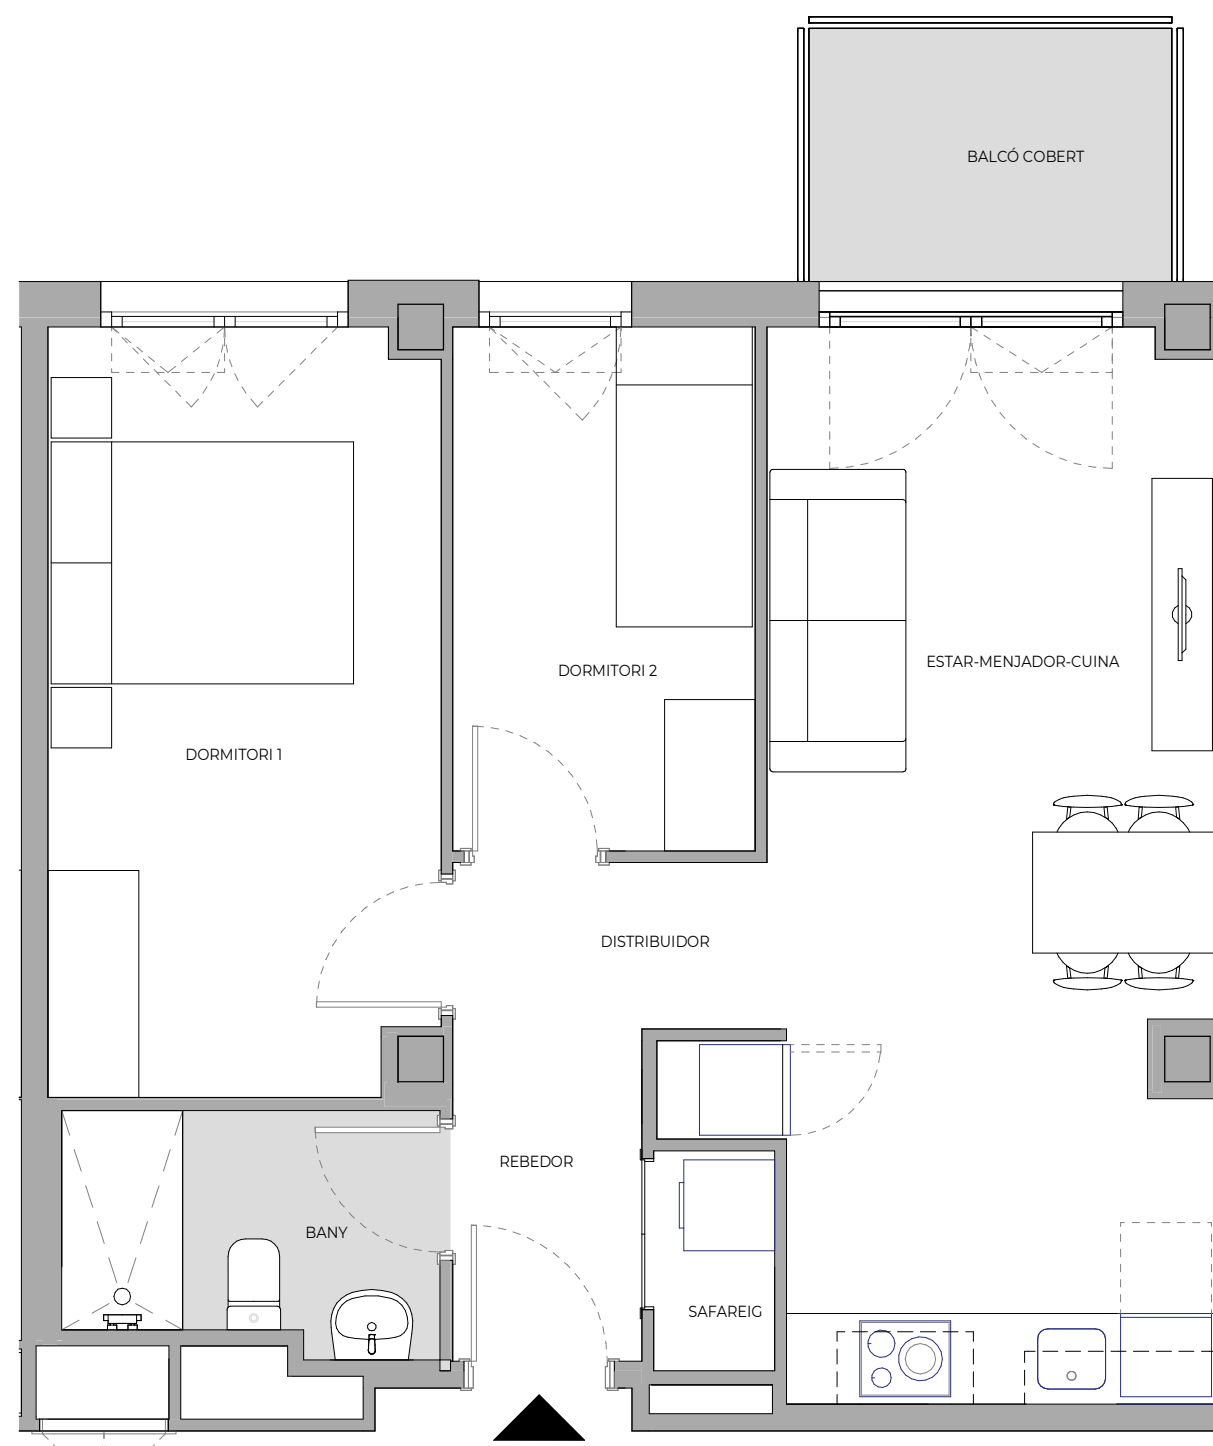 BALCÓ COBERT
ESTAR-MENJADOR-CUINA
DORMITORI 2
DORMITORI 1
DISTRIBUIDOR
REBEDOR
BANY
SAFAREIG